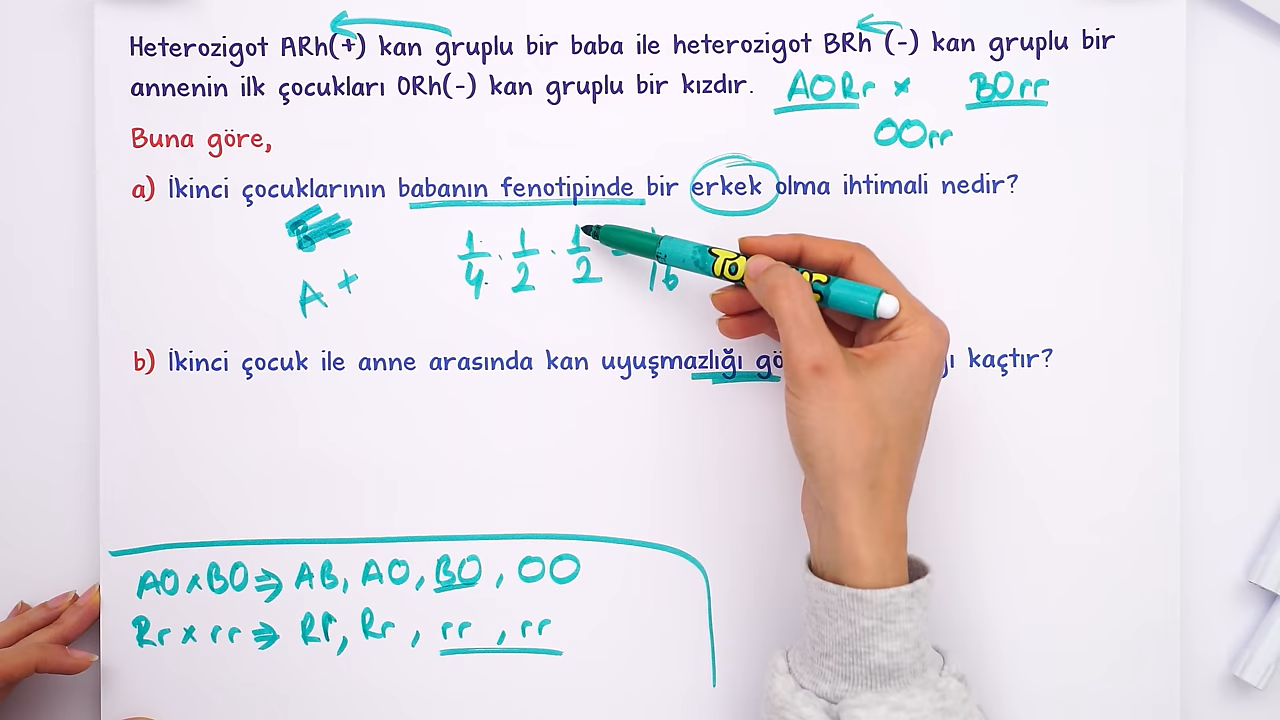 Heterozigot ARh(+) kan gruplu bir baba ile heterozigot BRh (-) kan gruplu bir
annenin ilk çocukları 0Rh(-) kan gruplu bir kızdır. AORr x BOrr
OOrr
Buna göre,
a) İkinci çocuklarının babanın fenotipinde bir erkek olma ihtimali nedir?
1/4 . 1/2 . 1/2 = 1/16
A +
b) İkinci çocuk ile anne arasında kan uyuşmazlığı kaçtır?
AO x BO ⇒ AB, AO, BO, OO
Rr x rr ⇒ Rr, Rr, rr, rr